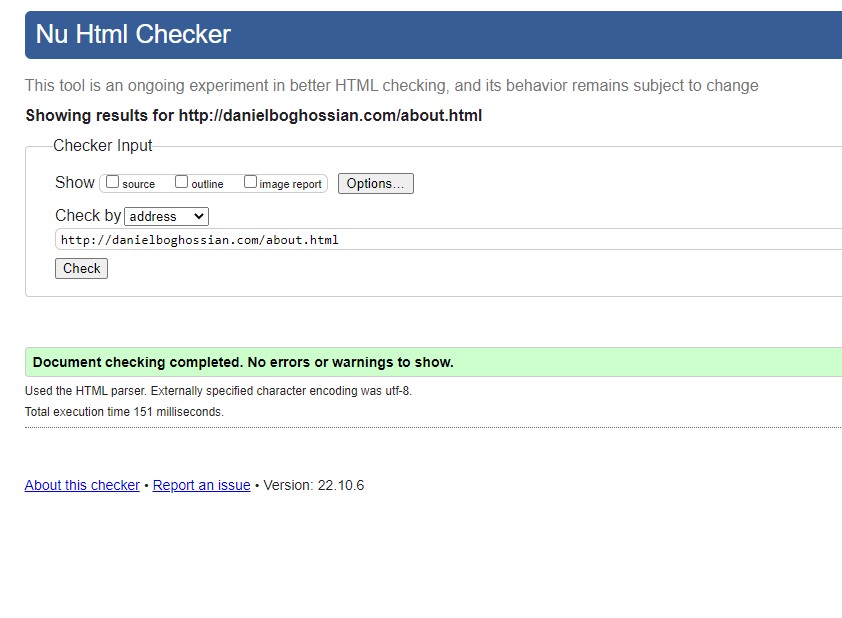 Nu Html Checker
This tool is an ongoing experiment in better HTML checking, and its behavior remains subject to change
Showing results for http://danielboghossian.com/about.html
Checker Input
Show source outline image report Options...
Check by address
http://danielboghossian.com/about.html
Check
Document checking completed. No errors or warnings to show.
Used the HTML parser. Externally specified character encoding was utf-8.
Total execution time 151 milliseconds.
About this checker • Report an issue • Version: 22.10.6